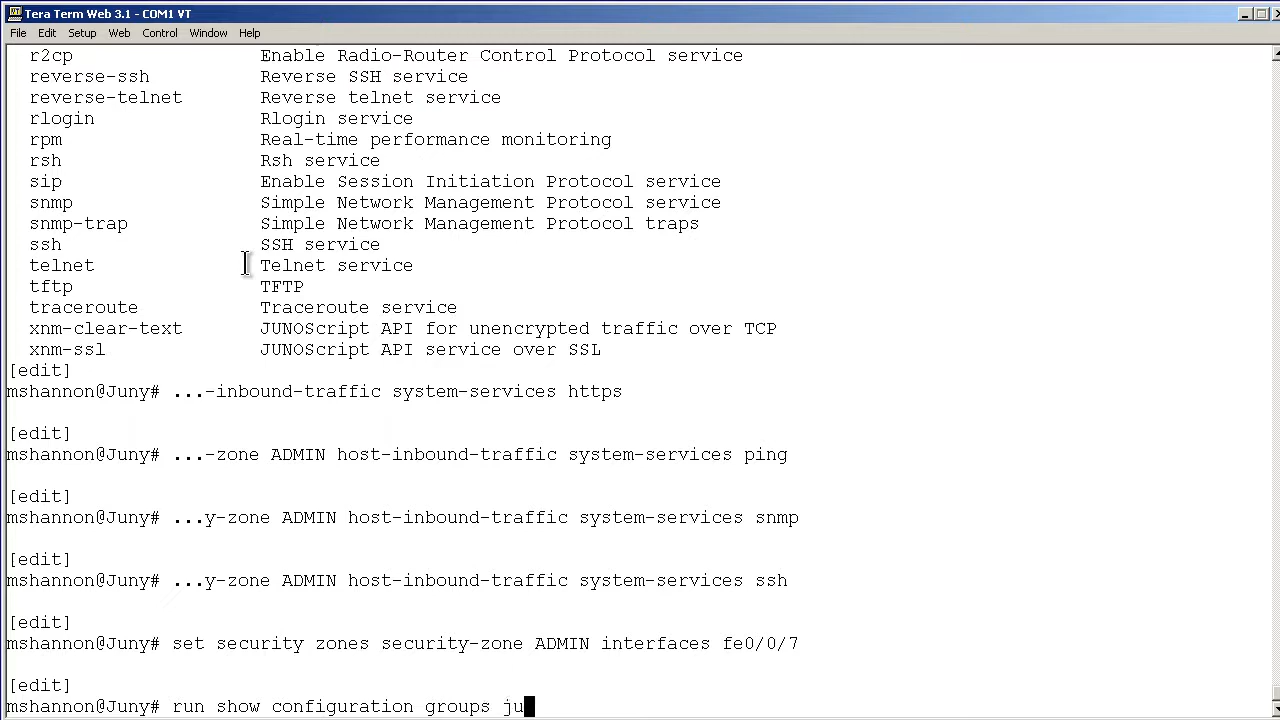 Tera Term Web 3.1 - COM1 VT
File Edit Setup Web Control Window Help
r2cp Enable Radio-Router Control Protocol service
reverse-ssh Reverse SSH service
reverse-telnet Reverse telnet service
rlogin Rlogin service
rpm Real-time performance monitoring
rsh Rsh service
sip Enable Session Initiation Protocol service
snmp Simple Network Management Protocol service
snmp-trap Simple Network Management Protocol traps
ssh SSH service
telnet Telnet service
tftp TFTP
traceroute Traceroute service
xnm-clear-text JUNOScript API for unencrypted traffic over TCP
xnm-ssl JUNOScript API service over SSL
[edit]
mshannon@Juny# ...-inbound-traffic system-services https
[edit]
mshannon@Juny# ...-zone ADMIN host-inbound-traffic system-services ping
[edit]
mshannon@Juny# ...y-zone ADMIN host-inbound-traffic system-services snmp
[edit]
mshannon@Juny# ...y-zone ADMIN host-inbound-traffic system-services ssh
[edit]
mshannon@Juny# set security zones security-zone ADMIN interfaces fe0/0/7
[edit]
mshannon@Juny# run show configuration groups ju